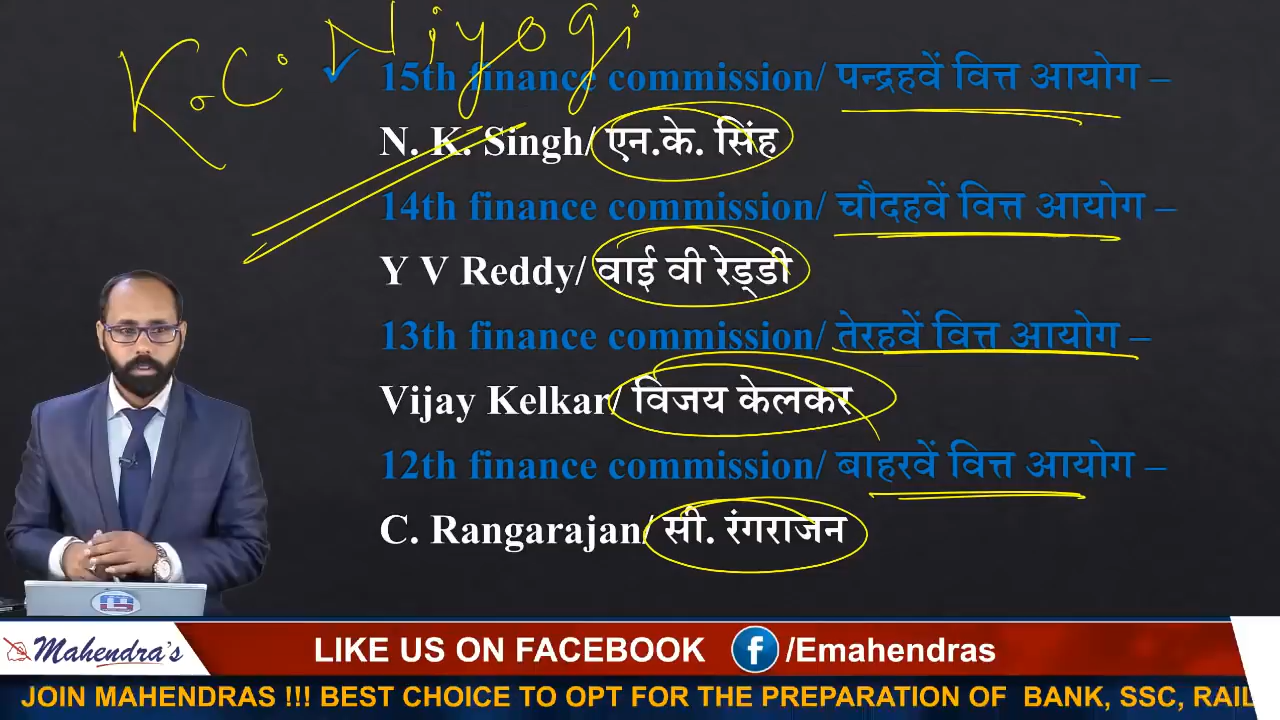 K.C. Niyogi
15th finance commission/ पन्द्रहवें वित्त आयोग –
N. K. Singh/ एन.के. सिंह
14th finance commission/ चौदहवें वित्त आयोग –
Y V Reddy/ वाई वी रेड्डी
13th finance commission/ तेरहवें वित्त आयोग –
Vijay Kelkar/ विजय केलकर
12th finance commission/ बाहरवें वित्त आयोग –
C. Rangarajan/ सी. रंगराजन
Mahendra's
LIKE US ON FACEBOOK f /Emahendras
JOIN MAHENDRAS !!! BEST CHOICE TO OPT FOR THE PREPARATION OF BANK, SSC, RAIL